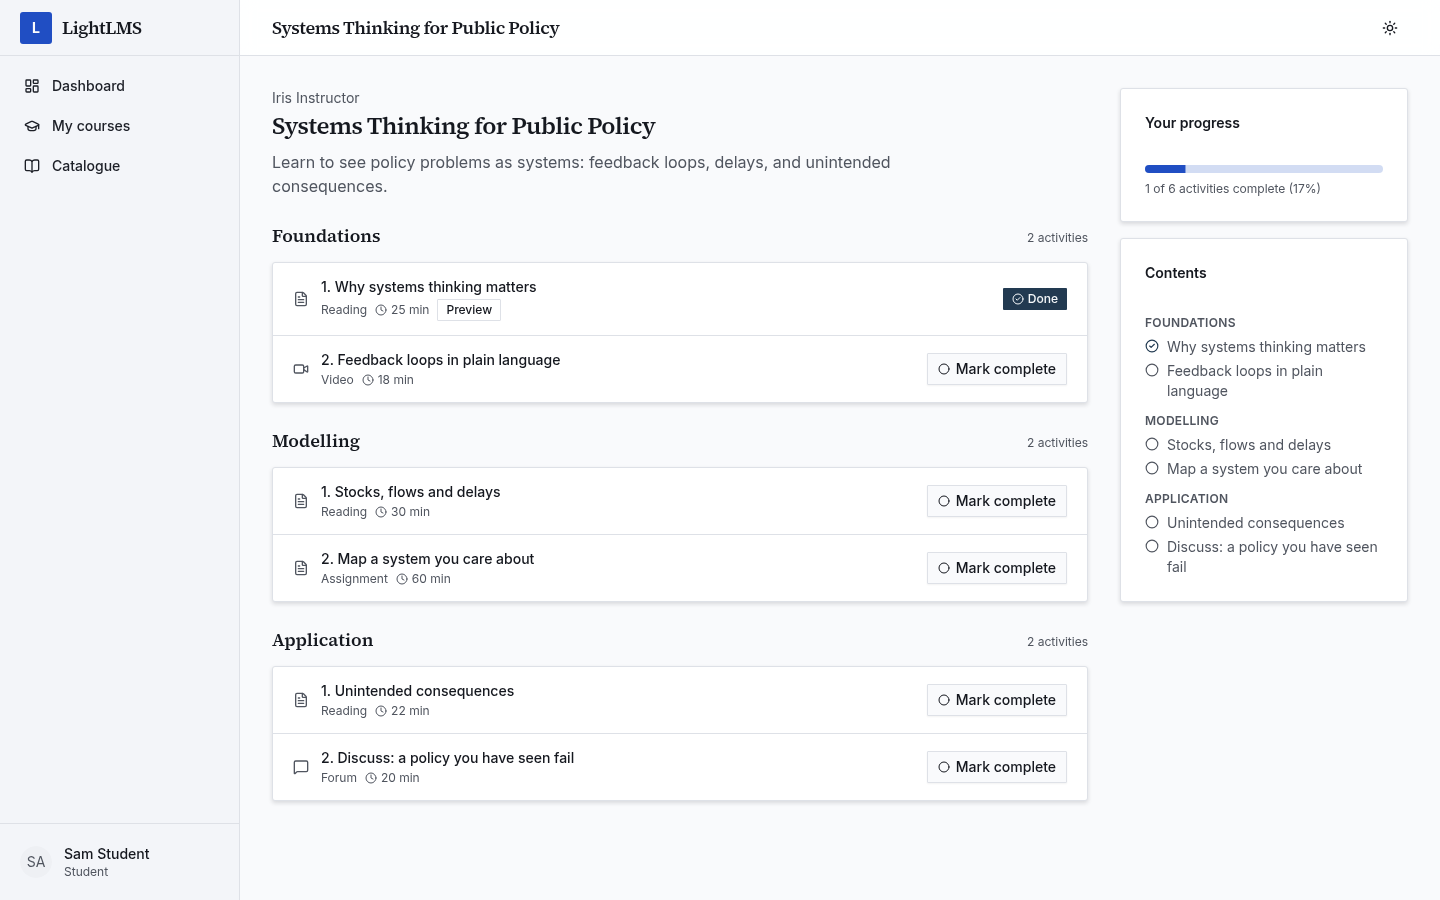 L LightLMS
Systems Thinking for Public Policy
Dashboard
My courses
Catalogue
Iris Instructor
Systems Thinking for Public Policy
Learn to see policy problems as systems: feedback loops, delays, and unintended
consequences.
Foundations
2 activities
1. Why systems thinking matters
Reading 25 min Preview
Done
2. Feedback loops in plain language
Video 18 min
Mark complete
Modelling
2 activities
1. Stocks, flows and delays
Reading 30 min
Mark complete
2. Map a system you care about
Assignment 60 min
Mark complete
Application
2 activities
1. Unintended consequences
Reading 22 min
Mark complete
2. Discuss: a policy you have seen fail
Forum 20 min
Mark complete
Your progress
1 of 6 activities complete (17%)
Contents
FOUNDATIONS
Why systems thinking matters
Feedback loops in plain
language
MODELLING
Stocks, flows and delays
Map a system you care about
APPLICATION
Unintended consequences
Discuss: a policy you have seen
fail
SA
Sam Student
Student